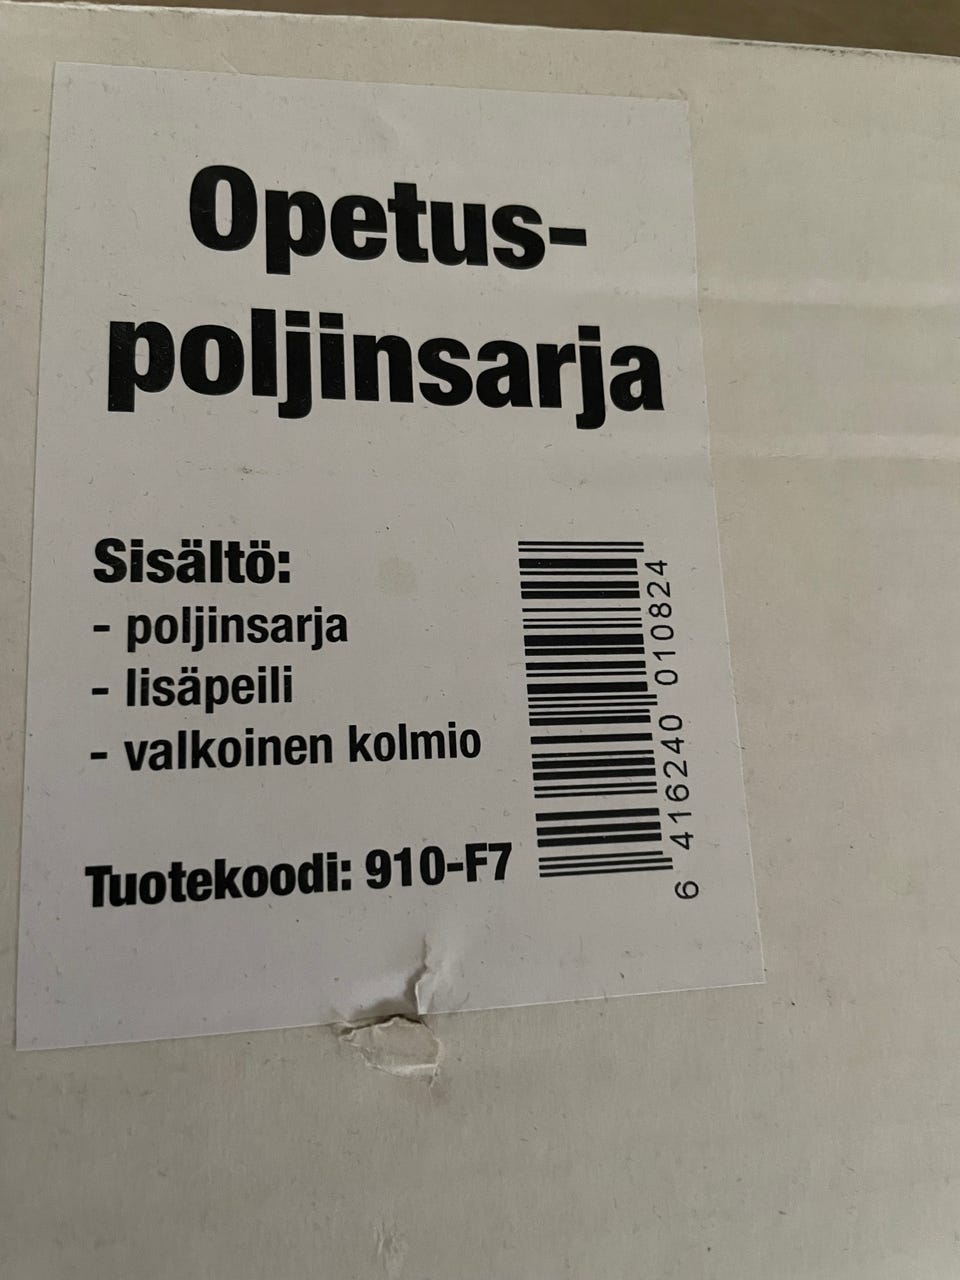 Opetus-
poljinsarja
Sisältö:
- poljinsarja
- lisäpeili
- valkoinen kolmio
Tuotekoodi: 910-F7
6 416240 010824